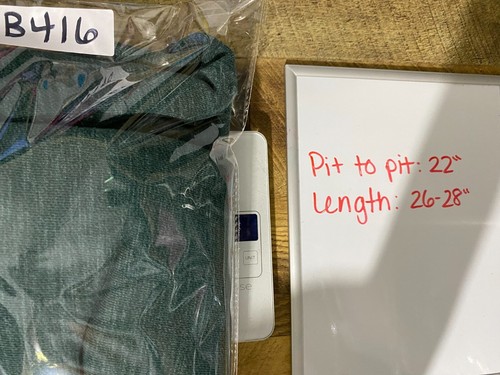 B416
Pit to pit: 22"
Length: 26-28"